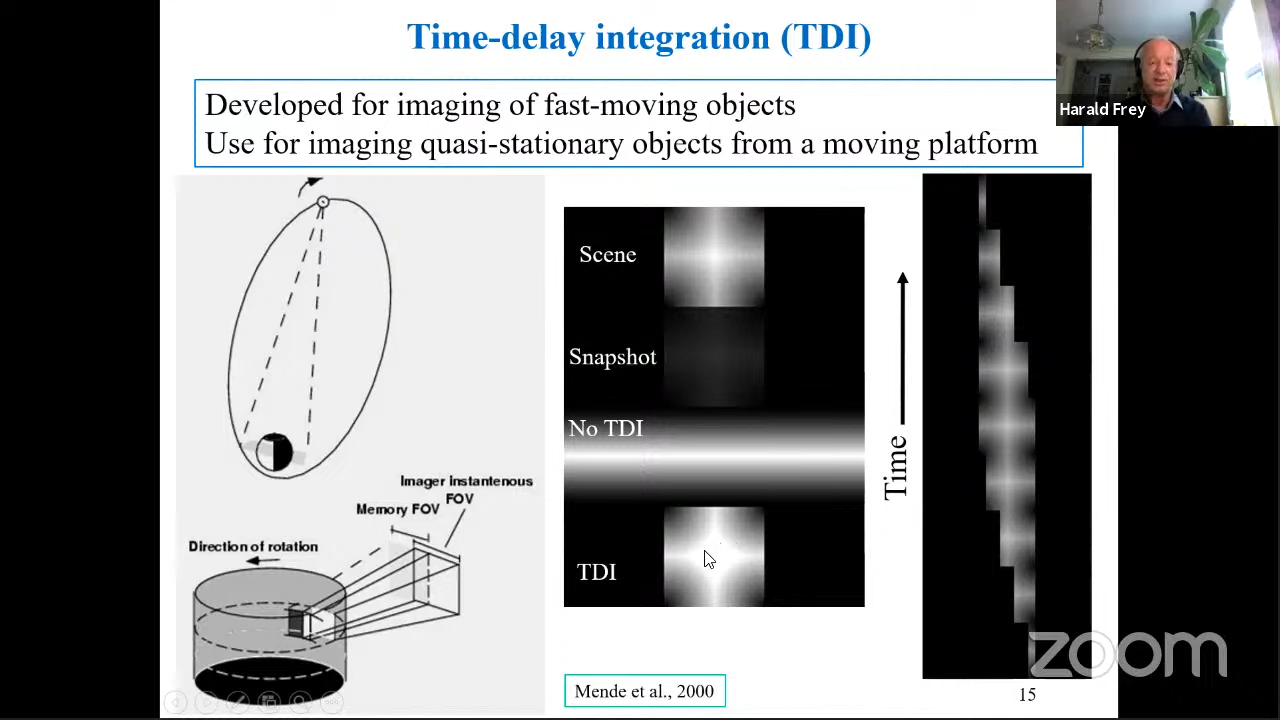 Time-delay integration (TDI)
Harald Frey
Developed for imaging of fast-moving objects
Use for imaging quasi-stationary objects from a moving platform
Scene
Snapshot
No TDI
TDI
Time
Imager instantenous
FOV
Memory FOV
Direction of rotation
Mende et al., 2000
15
zoom